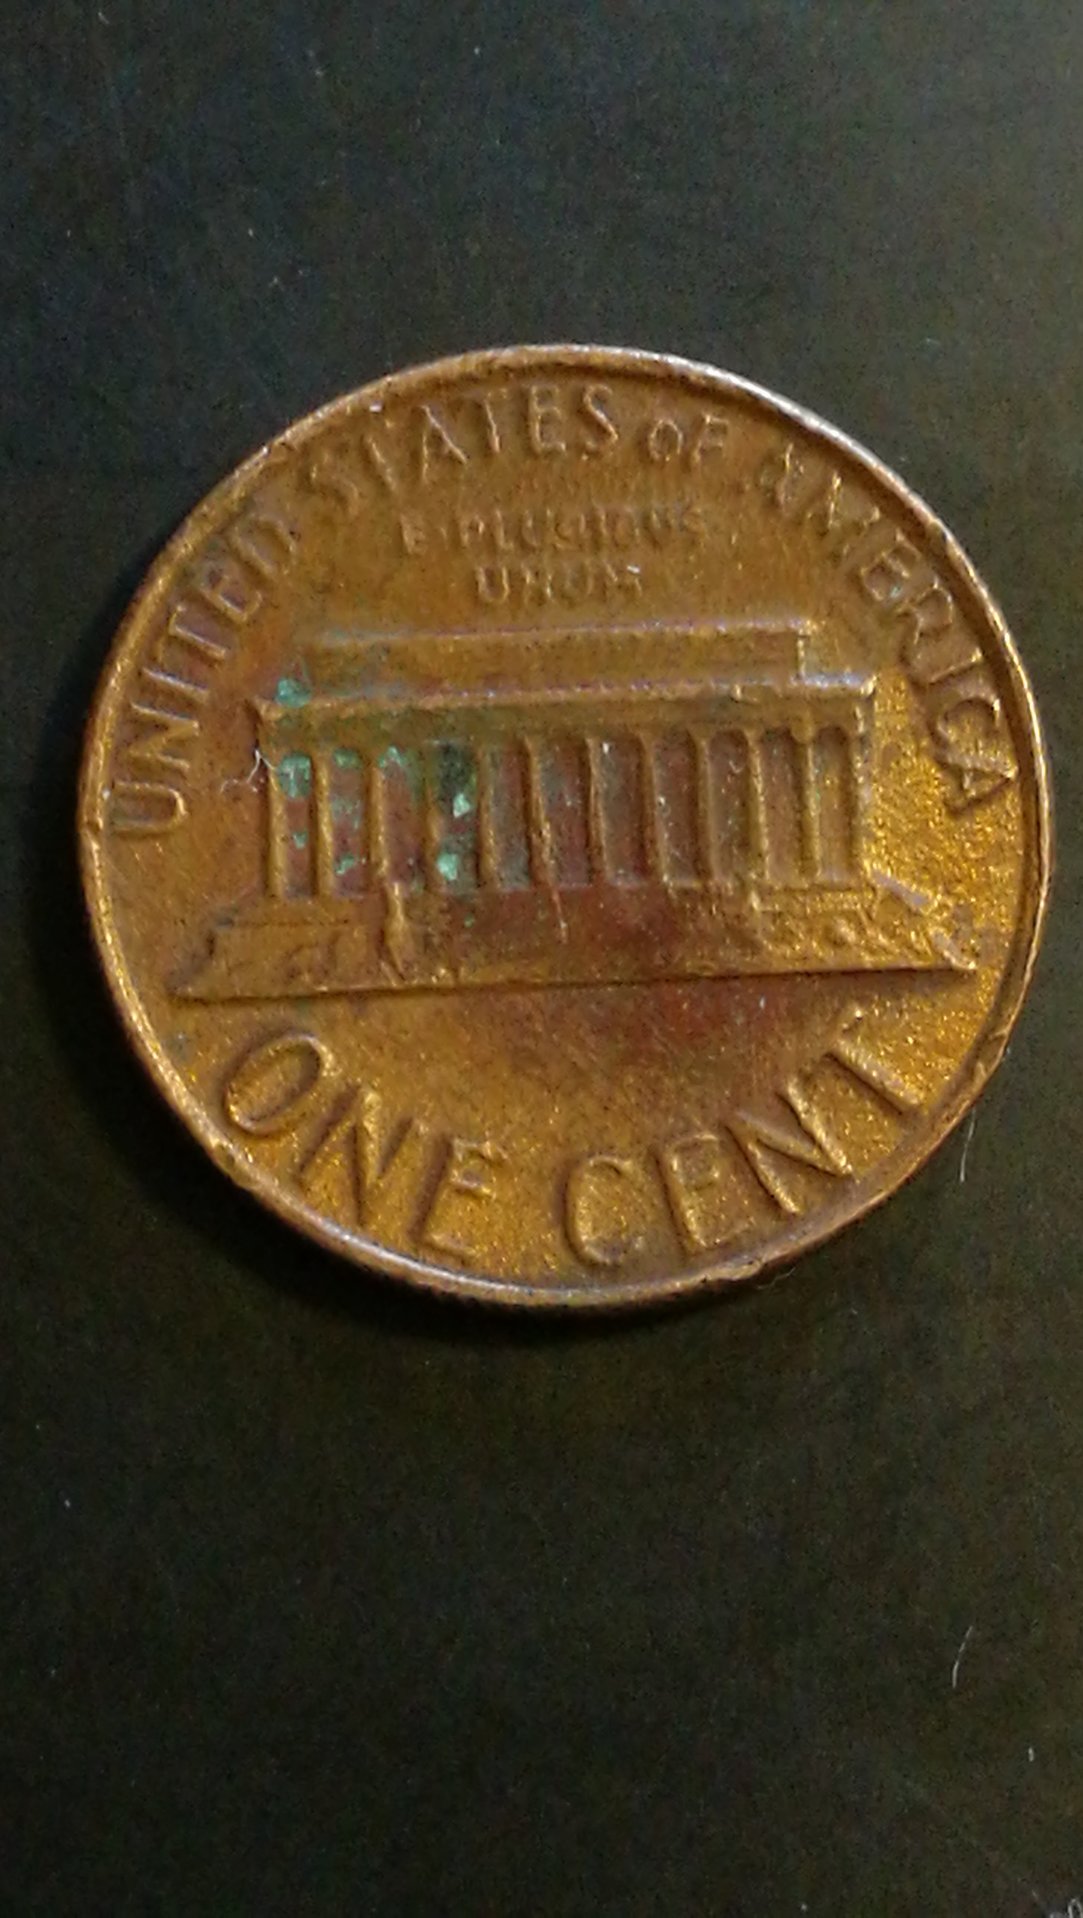 UNITED STATES OF AMERICA
E·PLURIBUS
UNUM
ONE CENT